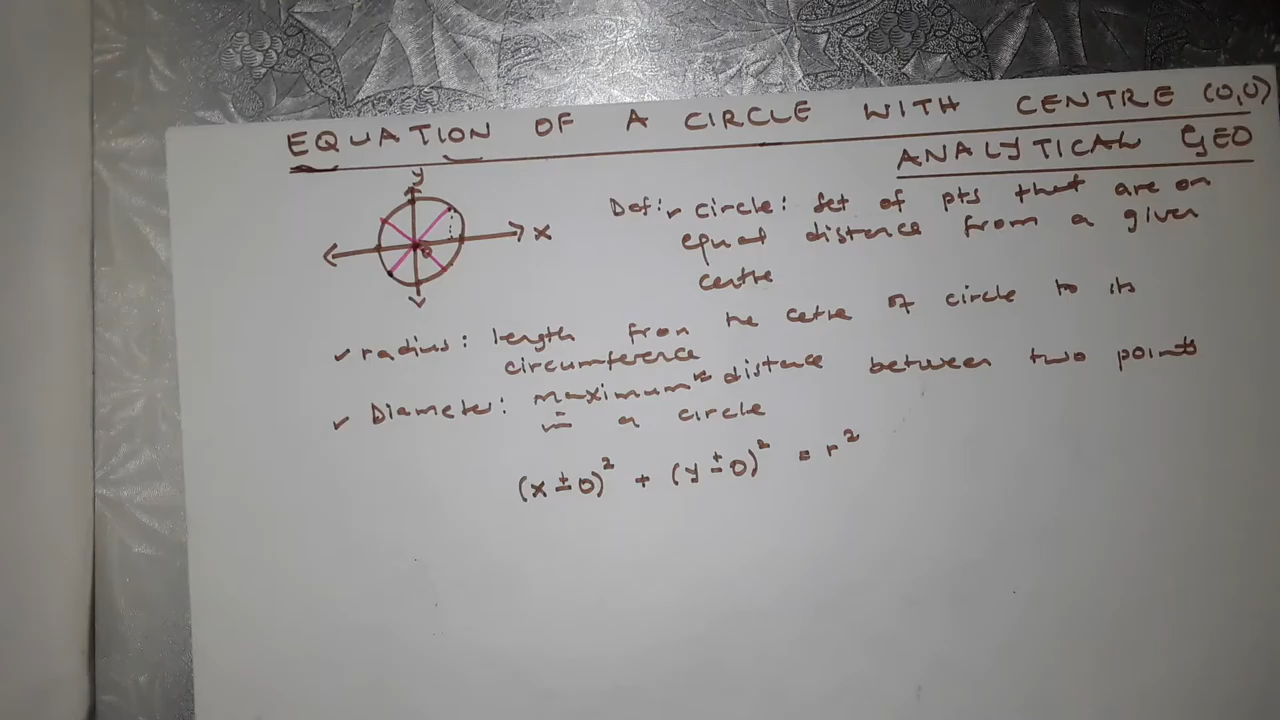 EQUATION OF A CIRCLE WITH CENTRE (0,0)
ANALYTICAL GEO
y
x
0
Def: circle: set of pts that are on
equal distance from a given
centre
✓ radius: length from the cetre of circle to its
circumference
✓ Diameter: maximum distance between two points
in a circle
(x ± 0)² + (y ± 0)² = r²